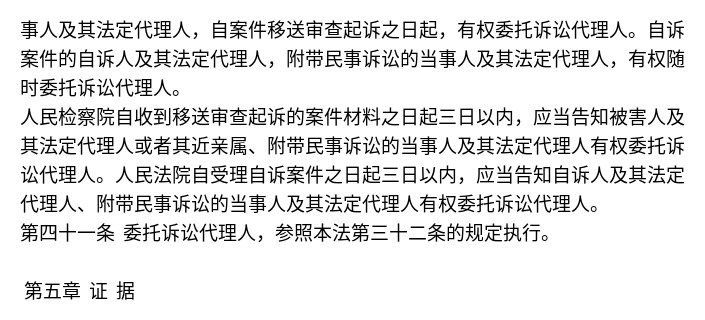 事人及其法定代理人，自案件移送审查起诉之日起，有权委托诉讼代理人。自诉
案件的自诉人及其法定代理人，附带民事诉讼的当事人及其法定代理人，有权随
时委托诉讼代理人。
人民检察院自收到移送审查起诉的案件材料之日起三日以内，应当告知被害人及
其法定代理人或者其近亲属、附带民事诉讼的当事人及其法定代理人有权委托诉
讼代理人。人民法院自受理自诉案件之日起三日以内，应当告知自诉人及其法定
代理人、附带民事诉讼的当事人及其法定代理人有权委托诉讼代理人。
第四十一条 委托诉讼代理人，参照本法第三十二条的规定执行。
第五章 证 据